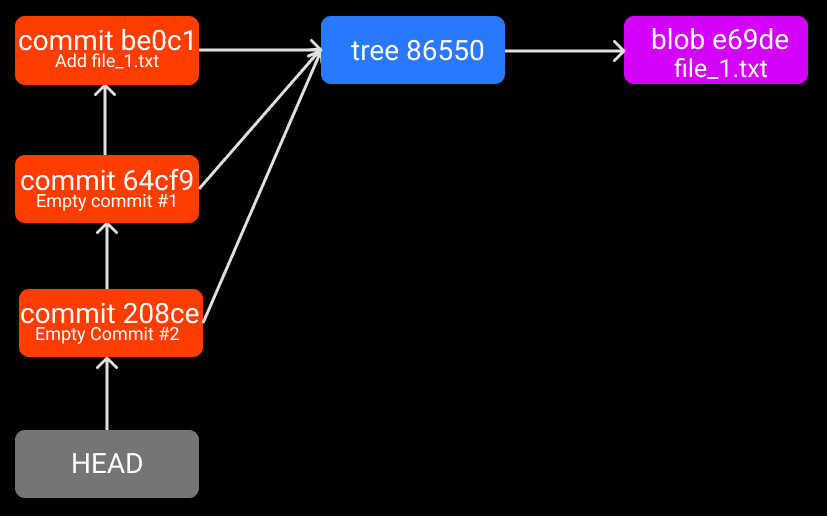 commit be0c1
Add file_1.txt
tree 86550
blob e69de
file_1.txt
commit 64cf9
Empty commit #1
commit 208ce
Empty Commit #2
HEAD